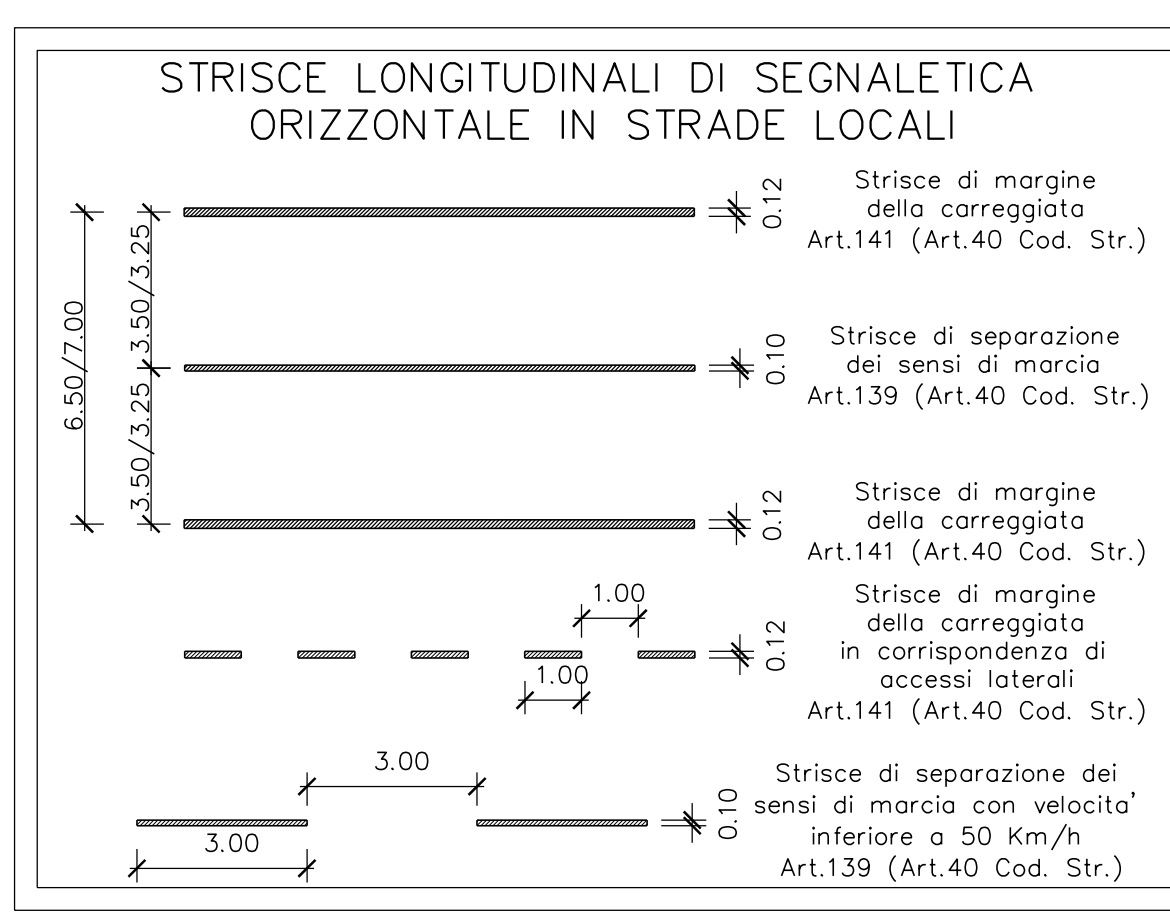 STRISCE LONGITUDINALI DI SEGNALETICA
ORIZZONTALE IN STRADE LOCALI
6.50/7.00
3.50/3.25
3.50/3.25
0.12
Strisce di margine
della carreggiata
Art.141 (Art.40 Cod. Str.)
0.10
Strisce di separazione
dei sensi di marcia
Art.139 (Art.40 Cod. Str.)
0.12
Strisce di margine
della carreggiata
Art.141 (Art.40 Cod. Str.)
1.00
1.00
0.12
Strisce di margine
della carreggiata
in corrispondenza di
accessi laterali
Art.141 (Art.40 Cod. Str.)
3.00
3.00
0.10
Strisce di separazione dei
sensi di marcia con velocita'
inferiore a 50 Km/h
Art.139 (Art.40 Cod. Str.)